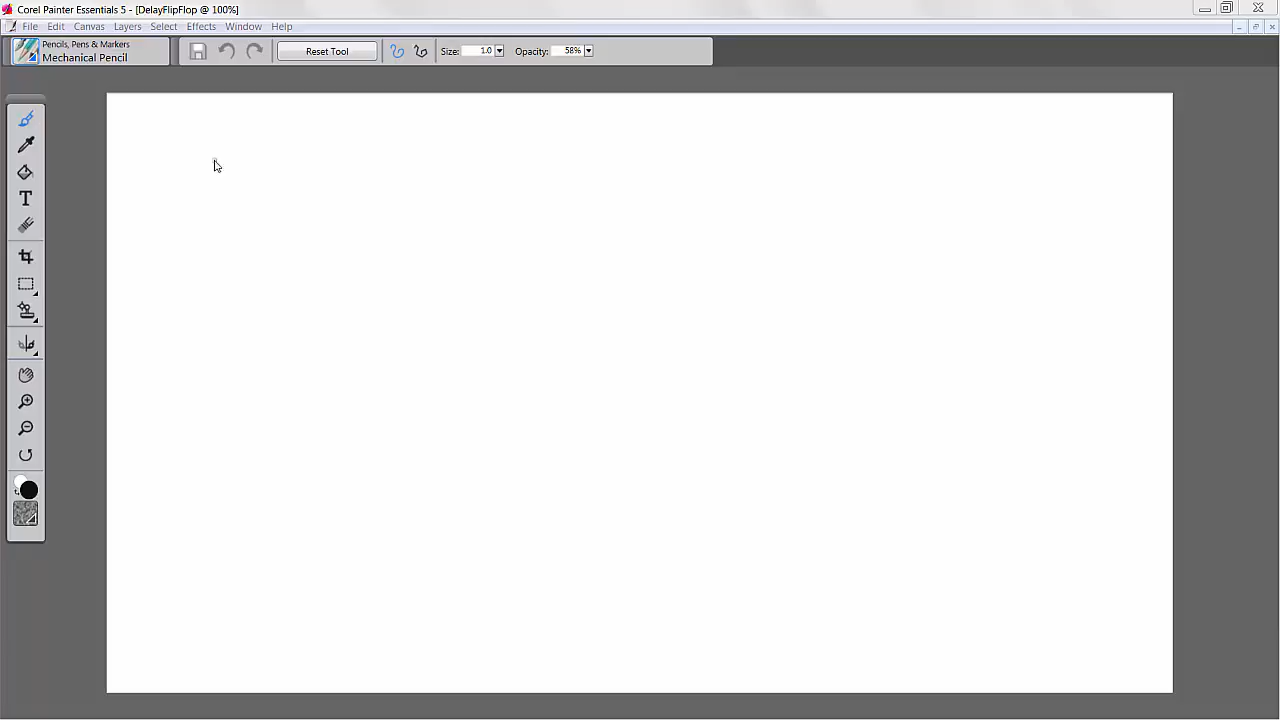 Corel Painter Essentials 5 - [DelayFlipFlop @ 100%]
File Edit Canvas Layers Select Effects Window Help
Pencils, Pens & Markers
Mechanical Pencil
Reset Tool Size: 1.0 Opacity: 58%
T